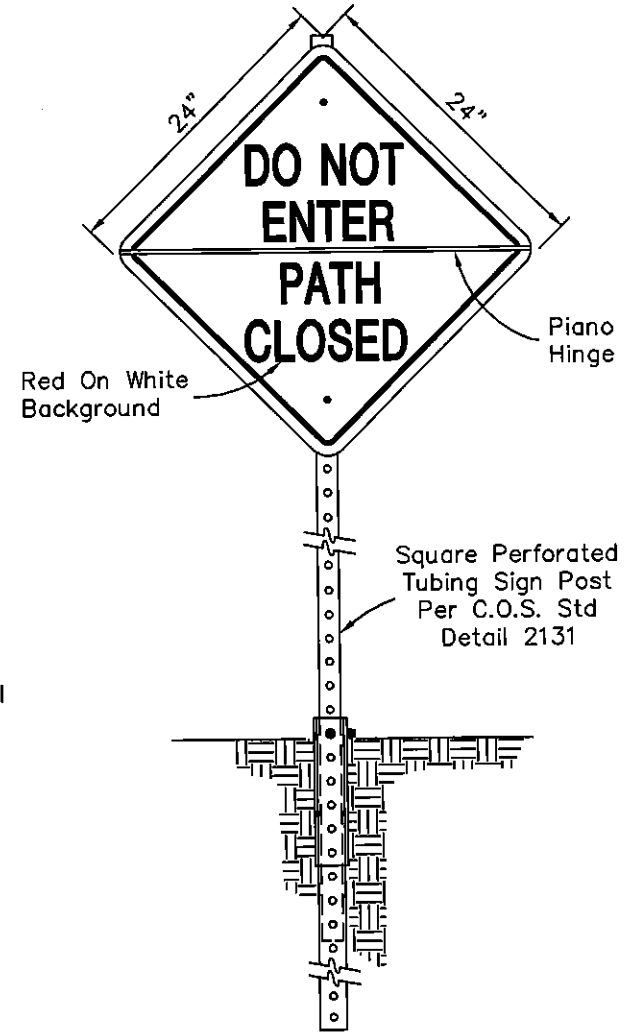 24"
24"
DO NOT
ENTER
PATH
CLOSED
Piano
Hinge
Red On White
Background
Square Perforated
Tubing Sign Post
Per C.O.S. Std
Detail 2131